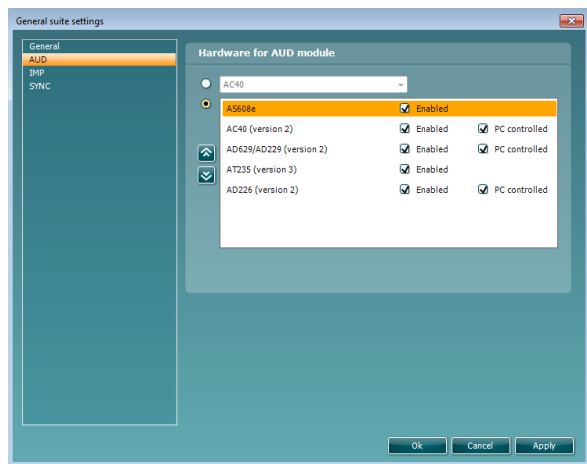 General suite settings
General
AUD
IMP
SYNC
Hardware for AUD module
AC40
AS608e Enabled
AC40 (version 2) Enabled PC controlled
AD629/AD229 (version 2) Enabled PC controlled
AT235 (version 3) Enabled
AD226 (version 2) Enabled PC controlled
Ok Cancel Apply